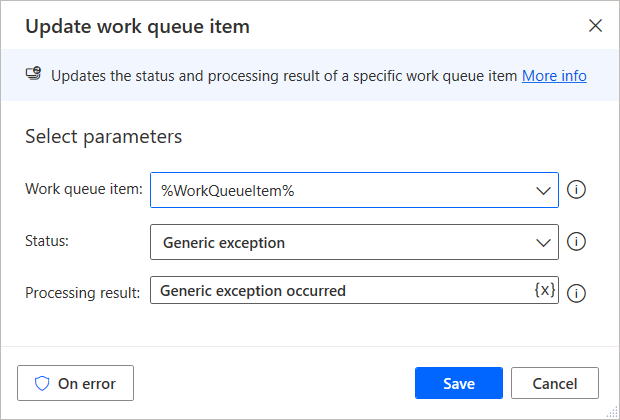 Update work queue item
Updates the status and processing result of a specific work queue item More info
Select parameters
Work queue item: %WorkQueueItem%
Status: Generic exception
Processing result: Generic exception occurred {x}
On error Save Cancel